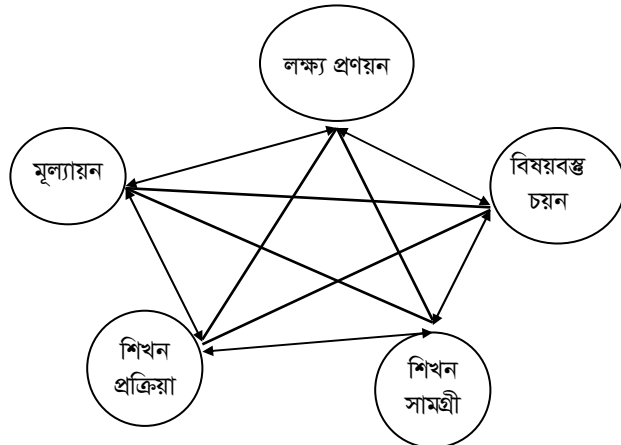 লক্ষ্য প্রণয়ন
মূল্যায়ন
বিষয়বস্তু
চয়ন
শিখন
প্রক্রিয়া
শিখন
সামগ্রী